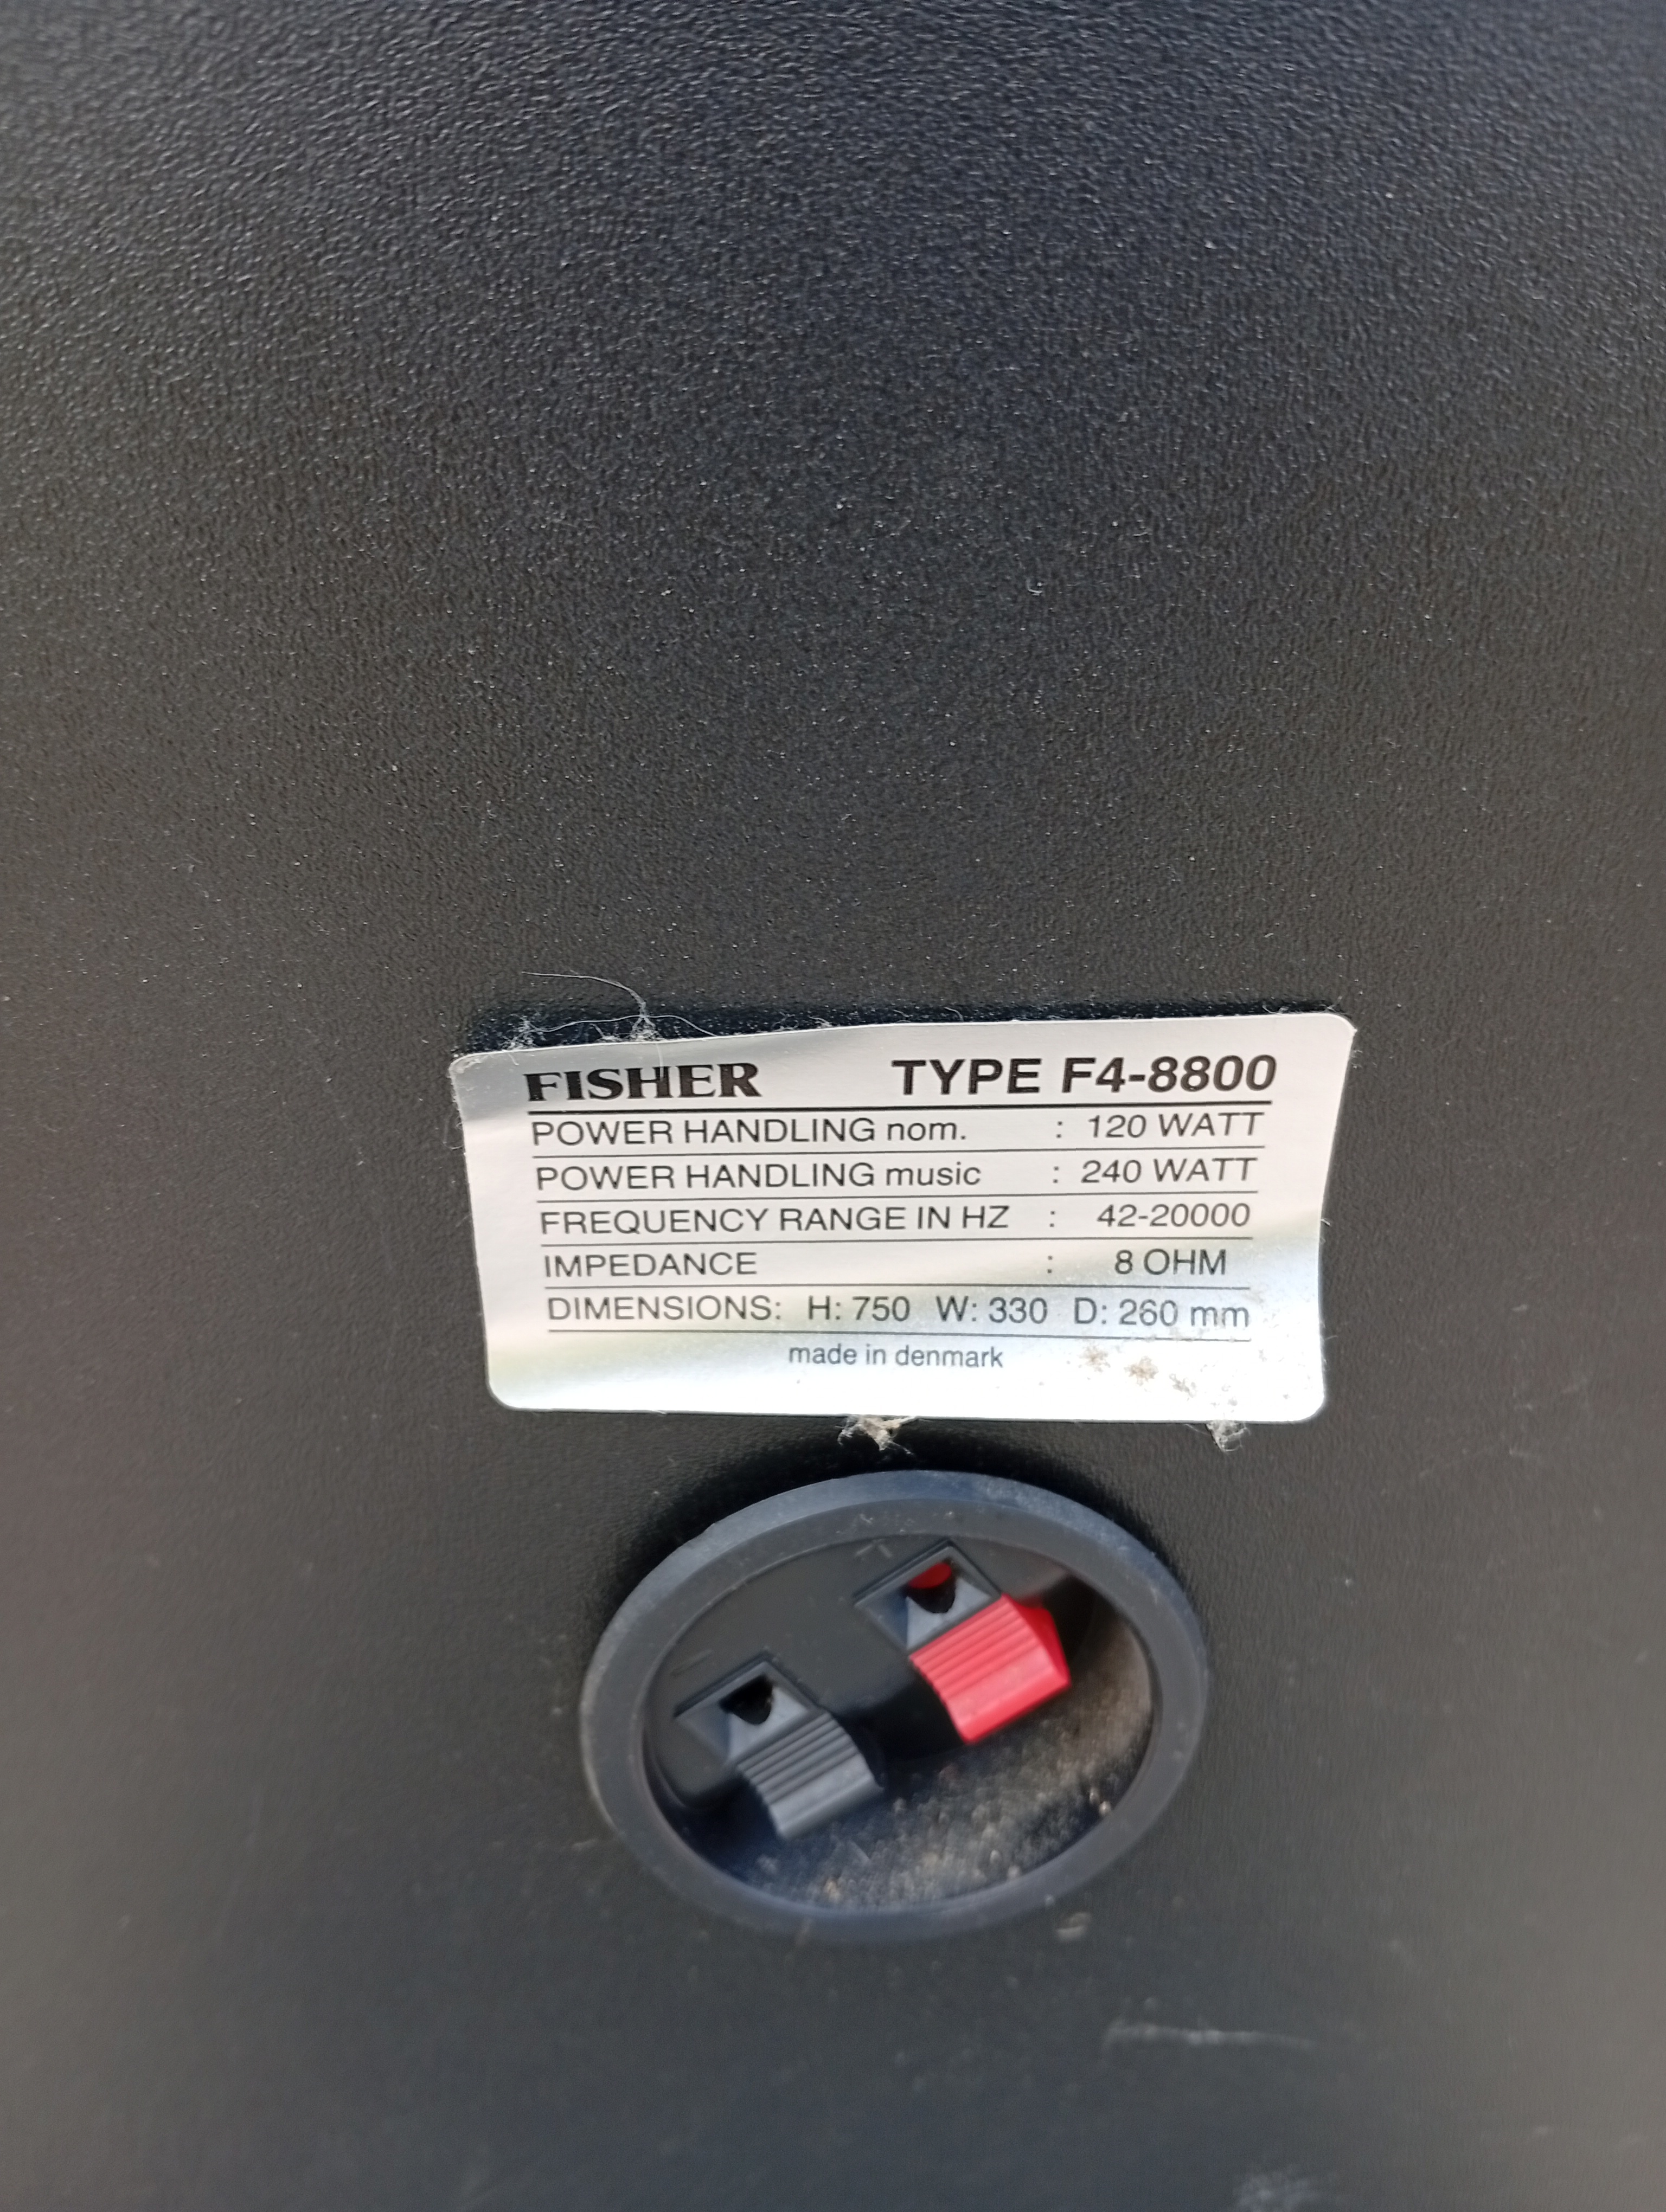 FISHER TYPE F4-8800
POWER HANDLING nom. : 120 WATT
POWER HANDLING music : 240 WATT
FREQUENCY RANGE IN HZ : 42-20000
IMPEDANCE : 8 OHM
DIMENSIONS: H: 750 W: 330 D: 260 mm
made in denmark